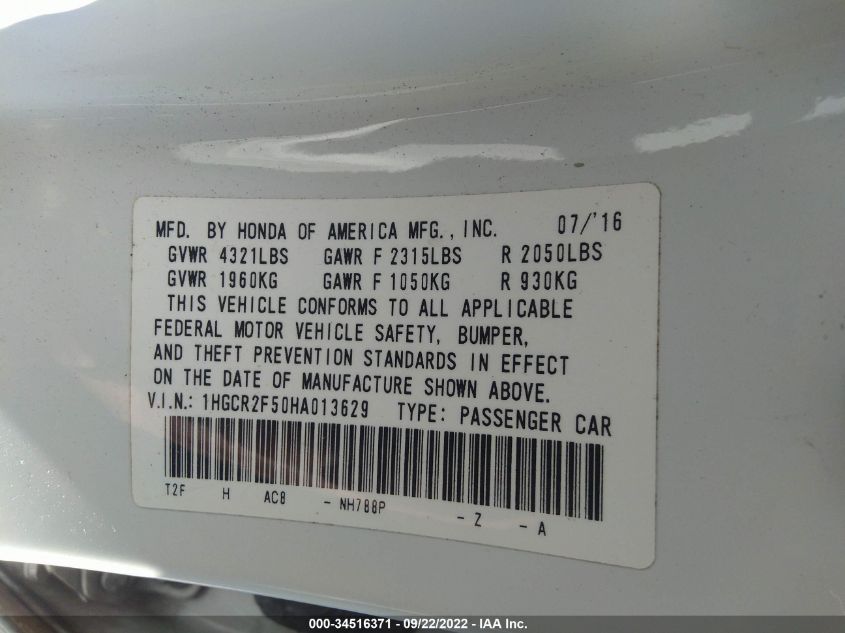 MFD. BY HONDA OF AMERICA MFG., INC. 07/'16
GVWR 4321LBS GAWR F 2315LBS R 2050LBS
GVWR 1960KG GAWR F 1050KG R 930KG
THIS VEHICLE CONFORMS TO ALL APPLICABLE
FEDERAL MOTOR VEHICLE SAFETY, BUMPER,
AND THEFT PREVENTION STANDARDS IN EFFECT
ON THE DATE OF MANUFACTURE SHOWN ABOVE.
V.I.N.: 1HGCR2F50HA013629 TYPE: PASSENGER CAR
T2F H AC8 - NH788P - Z - A
000-34516371 - 09/22/2022 - IAA Inc.